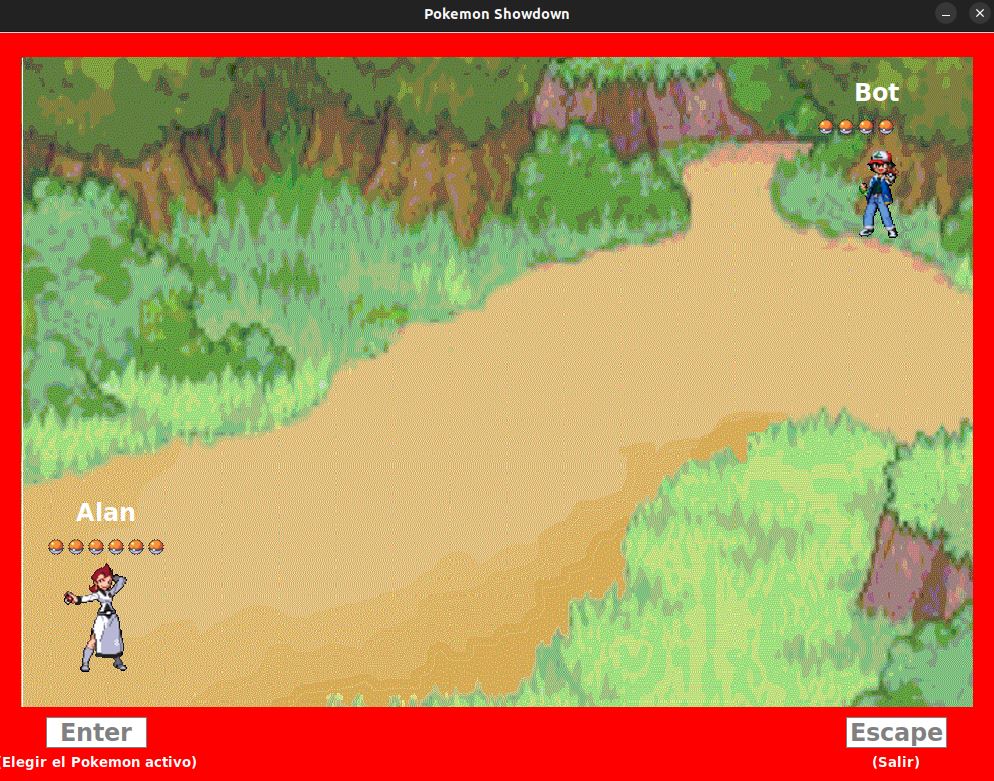 Pokemon Showdown
Bot
Alan
Enter
(Elegir el Pokemon activo)
Escape
(Salir)